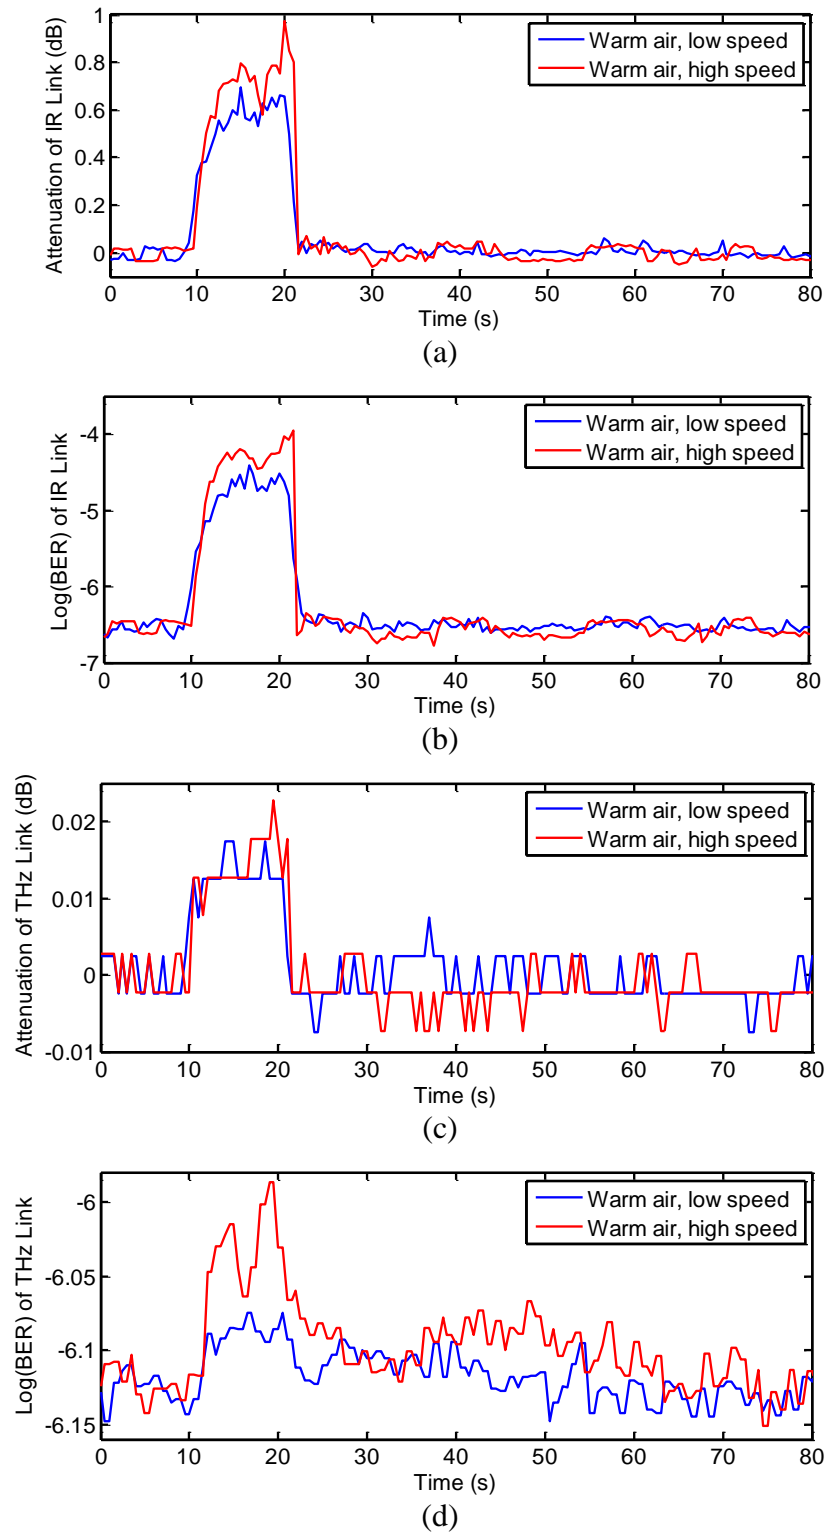 Attenuation of IR Link (dB)
1
0.8
0.6
0.4
0.2
0
Warm air, low speed
Warm air, high speed
0 10 20 30 40 50 60 70 80
Time (s)
(a)
Log(BER) of IR Link
-4
-5
-6
-7
Warm air, low speed
Warm air, high speed
0 10 20 30 40 50 60 70 80
Time (s)
(b)
Attenuation of THz Link (dB)
0.02
0.01
0
-0.01
Warm air, low speed
Warm air, high speed
0 10 20 30 40 50 60 70 80
Time (s)
(c)
Log(BER) of THz Link
-6
-6.05
-6.1
-6.15
Warm air, low speed
Warm air, high speed
0 10 20 30 40 50 60 70 80
Time (s)
(d)